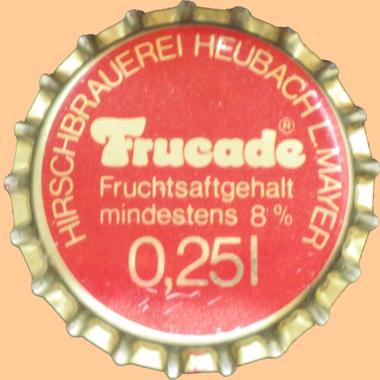 HIRSCHBRAUEREI HEUBACH L.MAYER
Frucade®
Fruchtsaftgehalt
mindestens 8%
0,25l